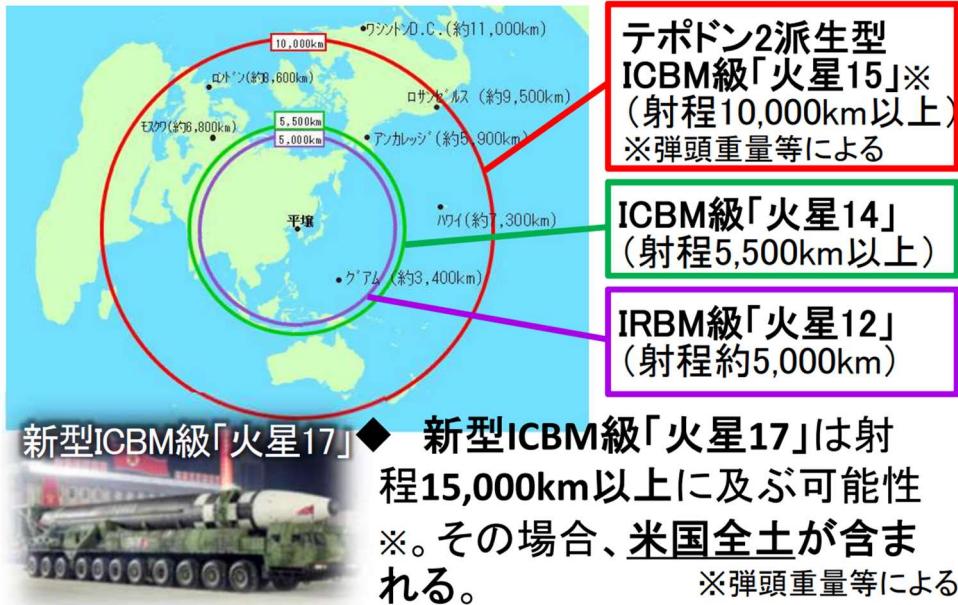 ワシントンD.C.(約11,000km)
10,000km
ロンドン(約8,600km)
ロサンゼルス (約9,500km)
5,500km
モスクワ(約6,800km)
5,000km
アンカレッジ(約5,900km)
平壌
ハワイ(約7,300km)
グアム (約3,400km)
テポドン2派生型
ICBM級「火星15」※
(射程10,000km以上)
※弾頭重量等による
ICBM級「火星14」
(射程5,500km以上)
IRBM級「火星12」
(射程約5,000km)
新型ICBM級「火星17」
◆ 新型ICBM級「火星17」は射
程15,000km以上に及ぶ可能性
※。その場合、米国全土が含ま
れる。
※弾頭重量等による